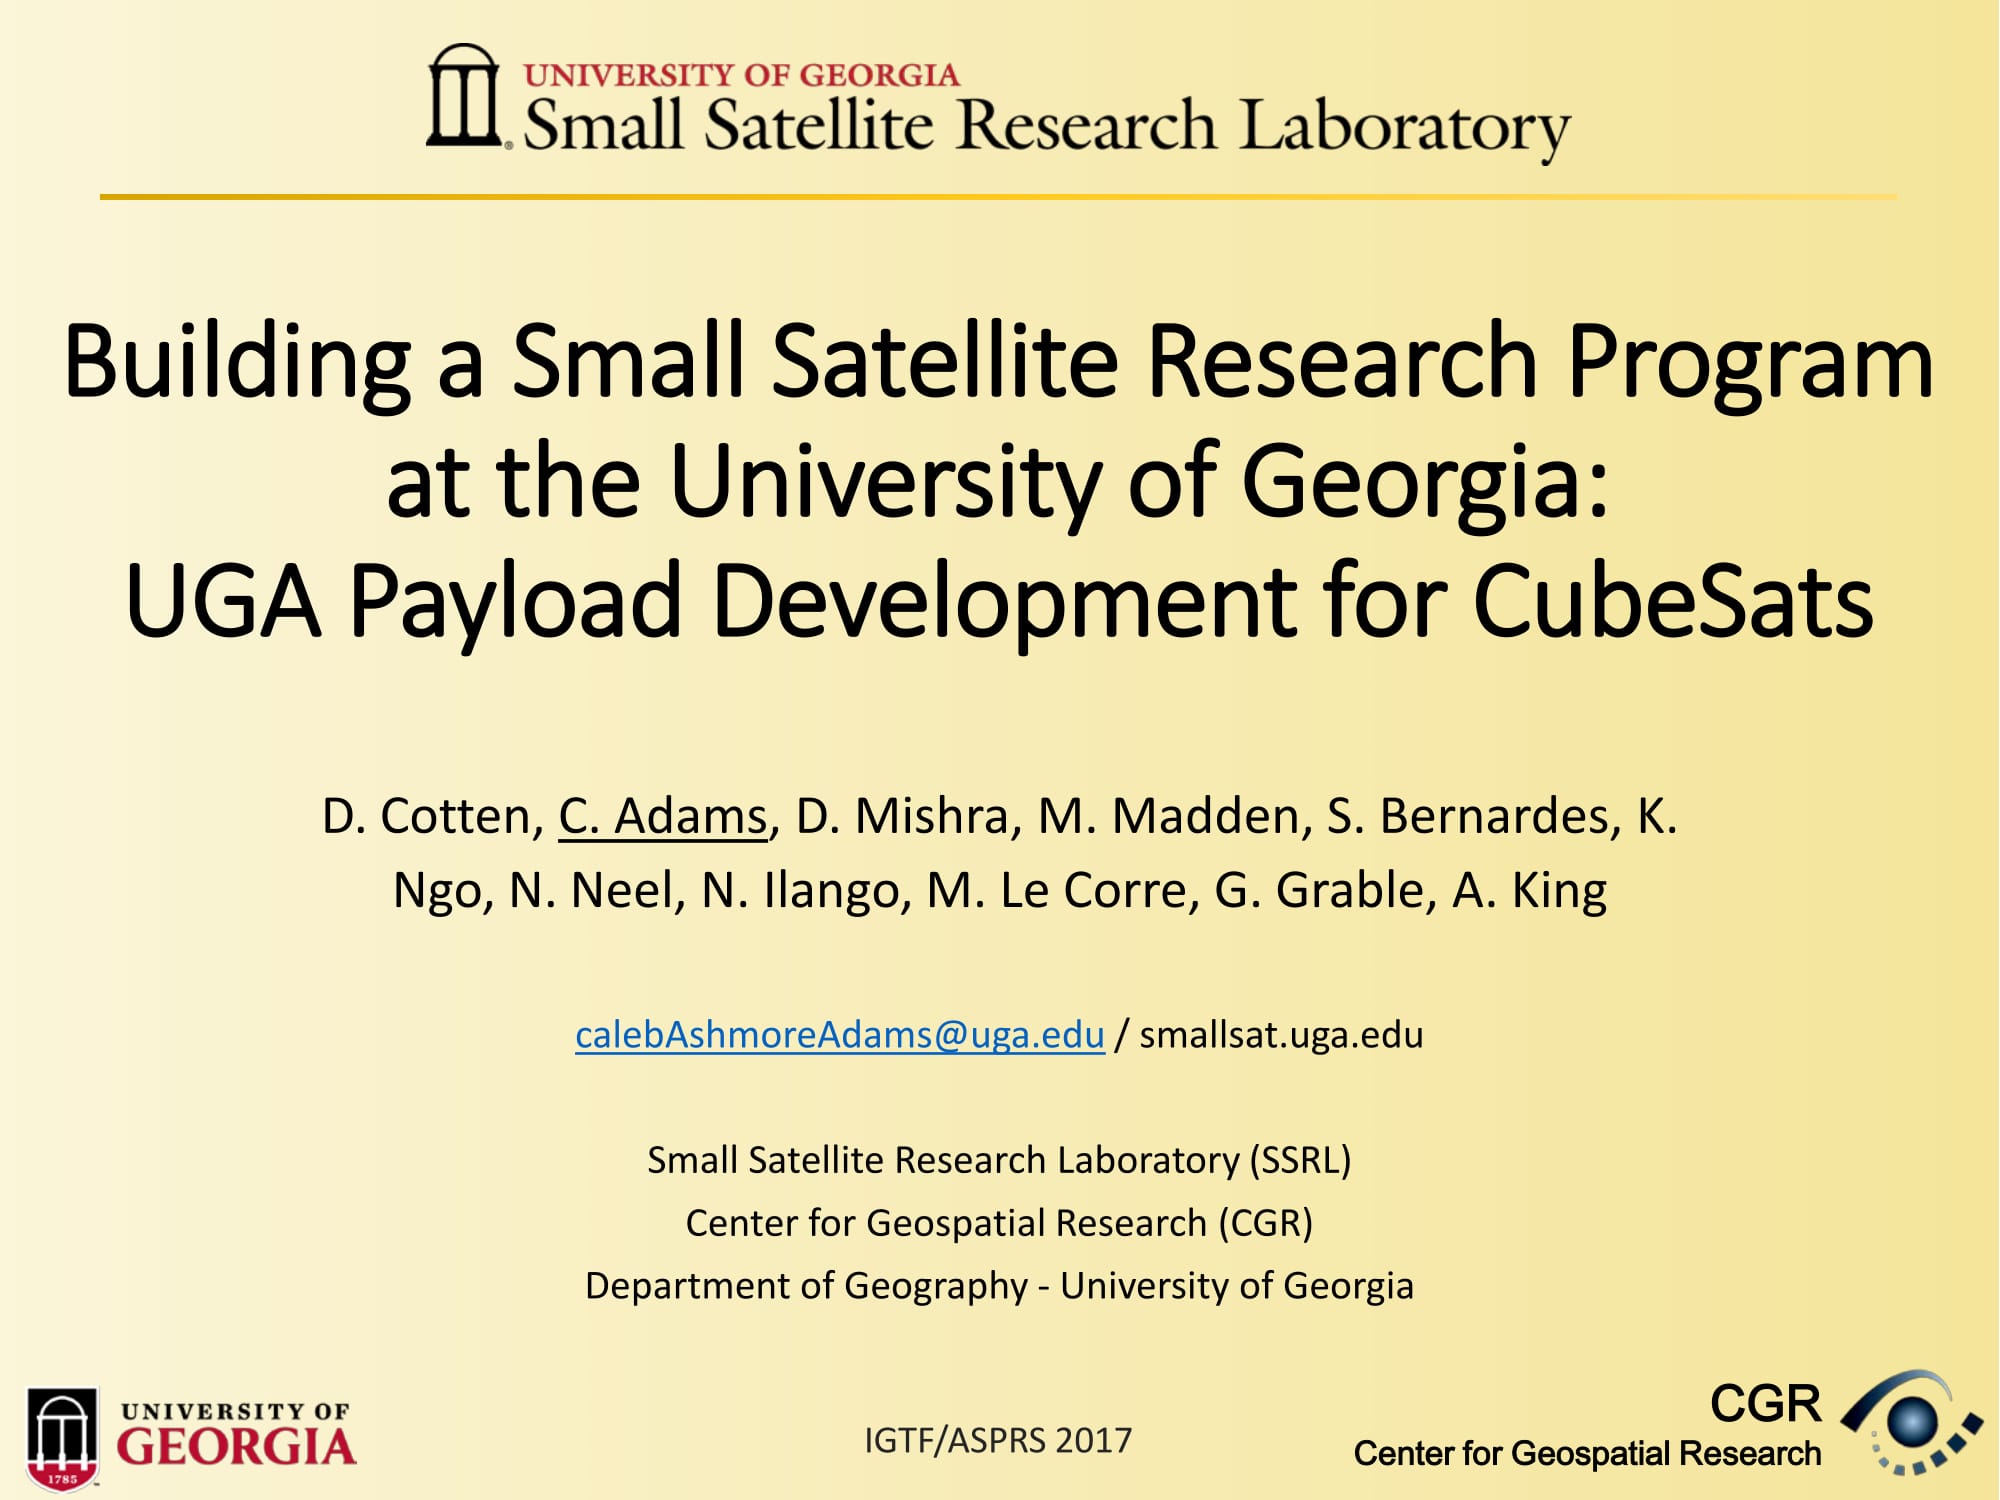 UNIVERSITY OF GEORGIA
Small Satellite Research Laboratory
Building a Small Satellite Research Program
at the University of Georgia:
UGA Payload Development for CubeSats
D. Cotten, C. Adams, D. Mishra, M. Madden, S. Bernardes, K.
Ngo, N. Neel, N. Ilango, M. Le Corre, G. Grable, A. King
calebAshmoreAdams@uga.edu / smallsat.uga.edu
Small Satellite Research Laboratory (SSRL)
Center for Geospatial Research (CGR)
Department of Geography - University of Georgia
1785
UNIVERSITY OF
GEORGIA
IGTF/ASPRS 2017
CGR
Center for Geospatial Research